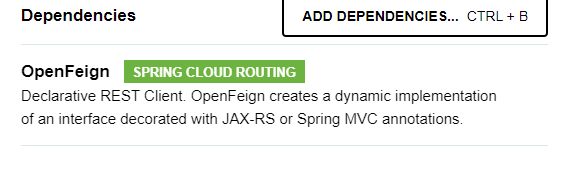 Dependencies
ADD DEPENDENCIES... CTRL + B
OpenFeign SPRING CLOUD ROUTING
Declarative REST Client. OpenFeign creates a dynamic implementation
of an interface decorated with JAX-RS or Spring MVC annotations.